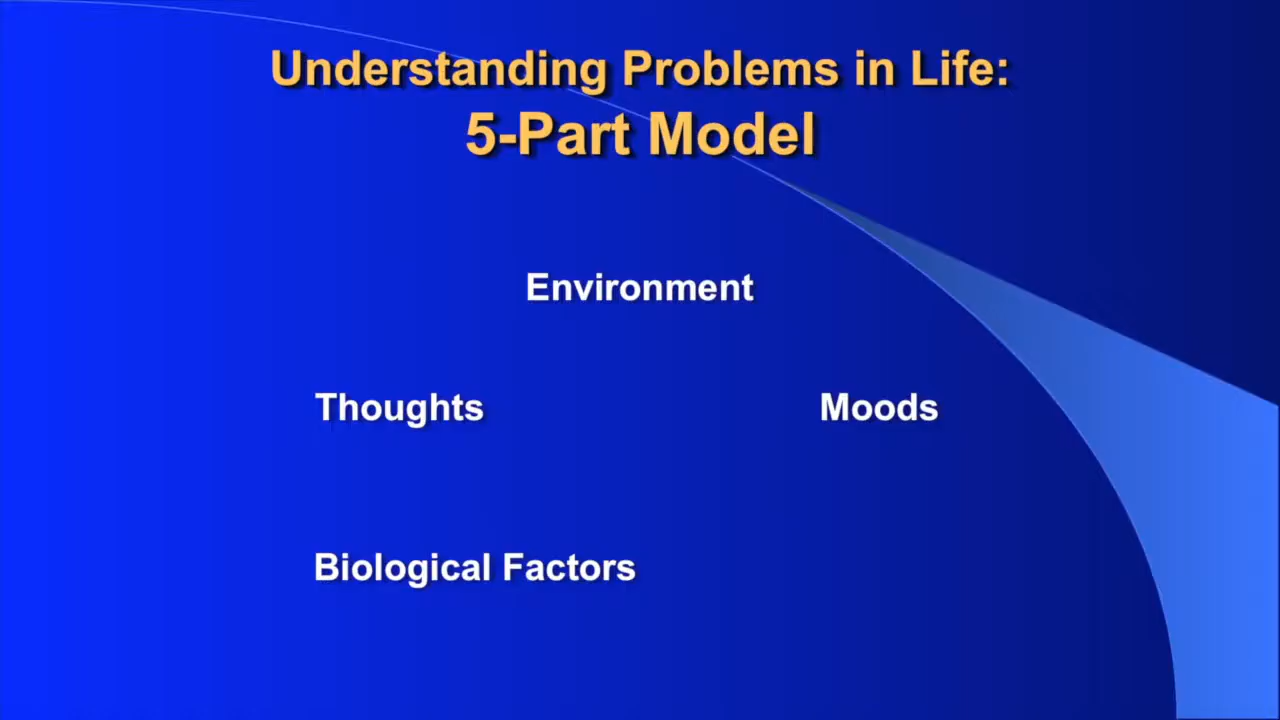 Understanding Problems in Life:
5-Part Model
Environment
Thoughts
Moods
Biological Factors